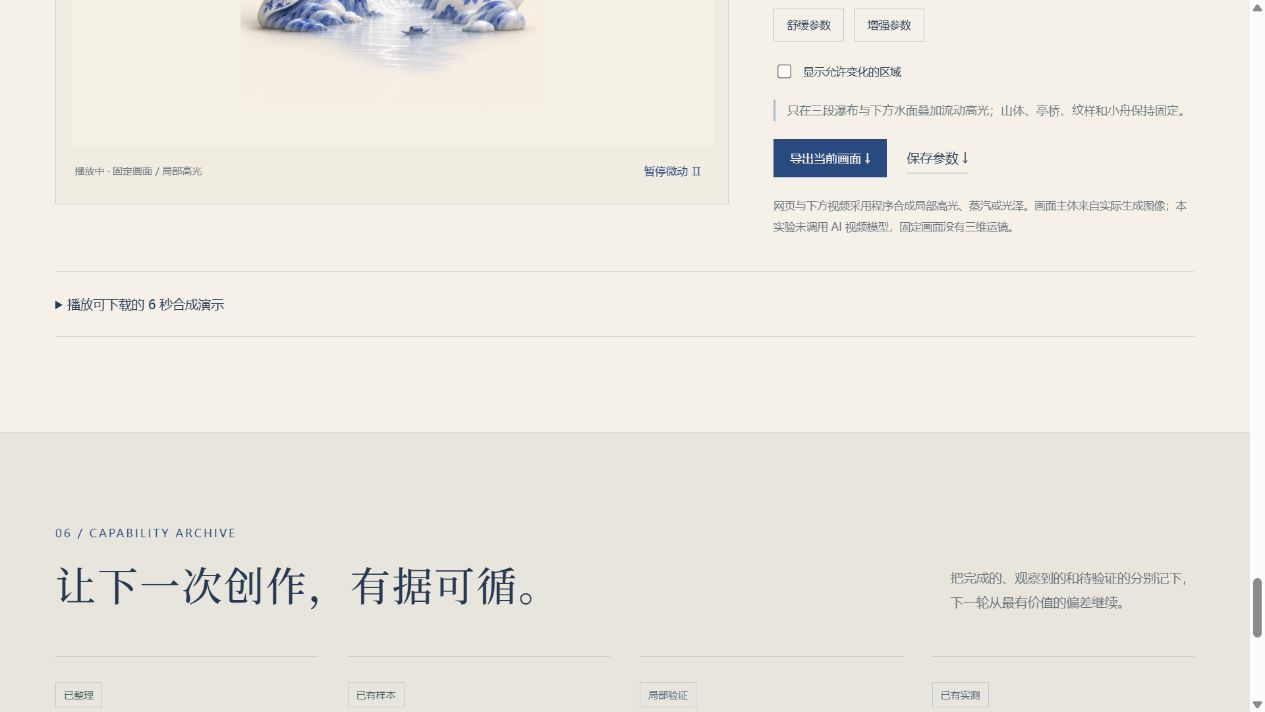 舒缓参数
增强参数
显示允许变化的区域
只在三段瀑布与下方水面叠加流动高光；山体、亭桥、纹样和小舟保持固定。
导出当前画面 ↓
保存参数 ↓
播放中 · 固定画面 / 局部高光
暂停微动 Ⅱ
网页与下方视频采用程序合成局部高光、蒸汽或光泽。画面主体来自实际生成图像；本
实验未调用 AI 视频模型，固定画面没有三维运镜。
▶ 播放可下载的 6 秒合成演示
06 / CAPABILITY ARCHIVE
让下一次创作，有据可循。
把完成的、观察到的和待验证的分别记下，
下一轮从最有价值的偏差继续。
已整理
已有样本
局部验证
已有实测